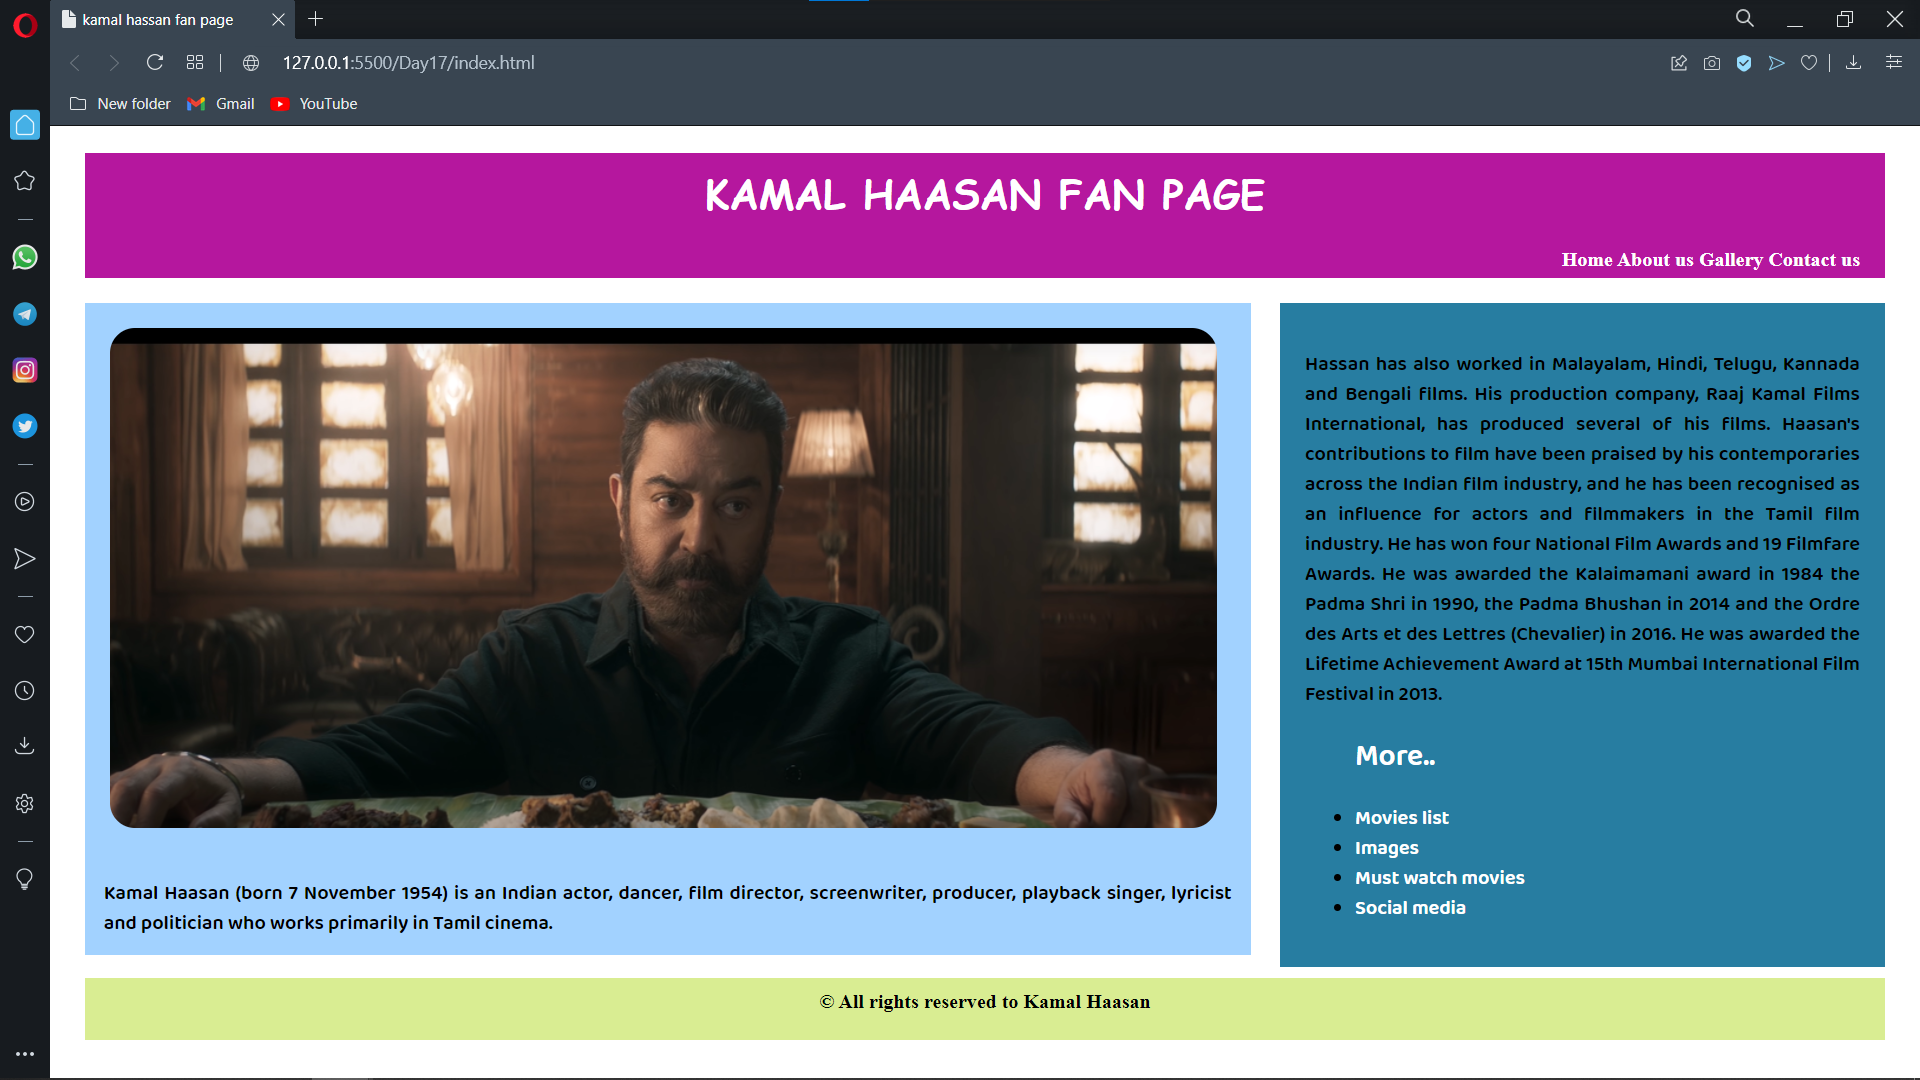 kamal hassan fan page
127.0.0.1:5500/Day17/index.html
New folder
Gmail
YouTube
KAMAL HAASAN FAN PAGE
Home About us Gallery Contact us
Kamal Haasan (born 7 November 1954) is an Indian actor, dancer, film director, screenwriter, producer, playback singer, lyricist
and politician who works primarily in Tamil cinema.
Hassan has also worked in Malayalam, Hindi, Telugu, Kannada
and Bengali films. His production company, Raaj Kamal Films
International, has produced several of his films. Haasan's
contributions to film have been praised by his contemporaries
across the Indian film industry, and he has been recognised as
an influence for actors and filmmakers in the Tamil film
industry. He has won four National Film Awards and 19 Filmfare
Awards. He was awarded the Kalaimamani award in 1984 the
Padma Shri in 1990, the Padma Bhushan in 2014 and the Ordre
des Arts et des Lettres (Chevalier) in 2016. He was awarded the
Lifetime Achievement Award at 15th Mumbai International Film
Festival in 2013.
More..
Movies list
Images
Must watch movies
Social media
© All rights reserved to Kamal Haasan